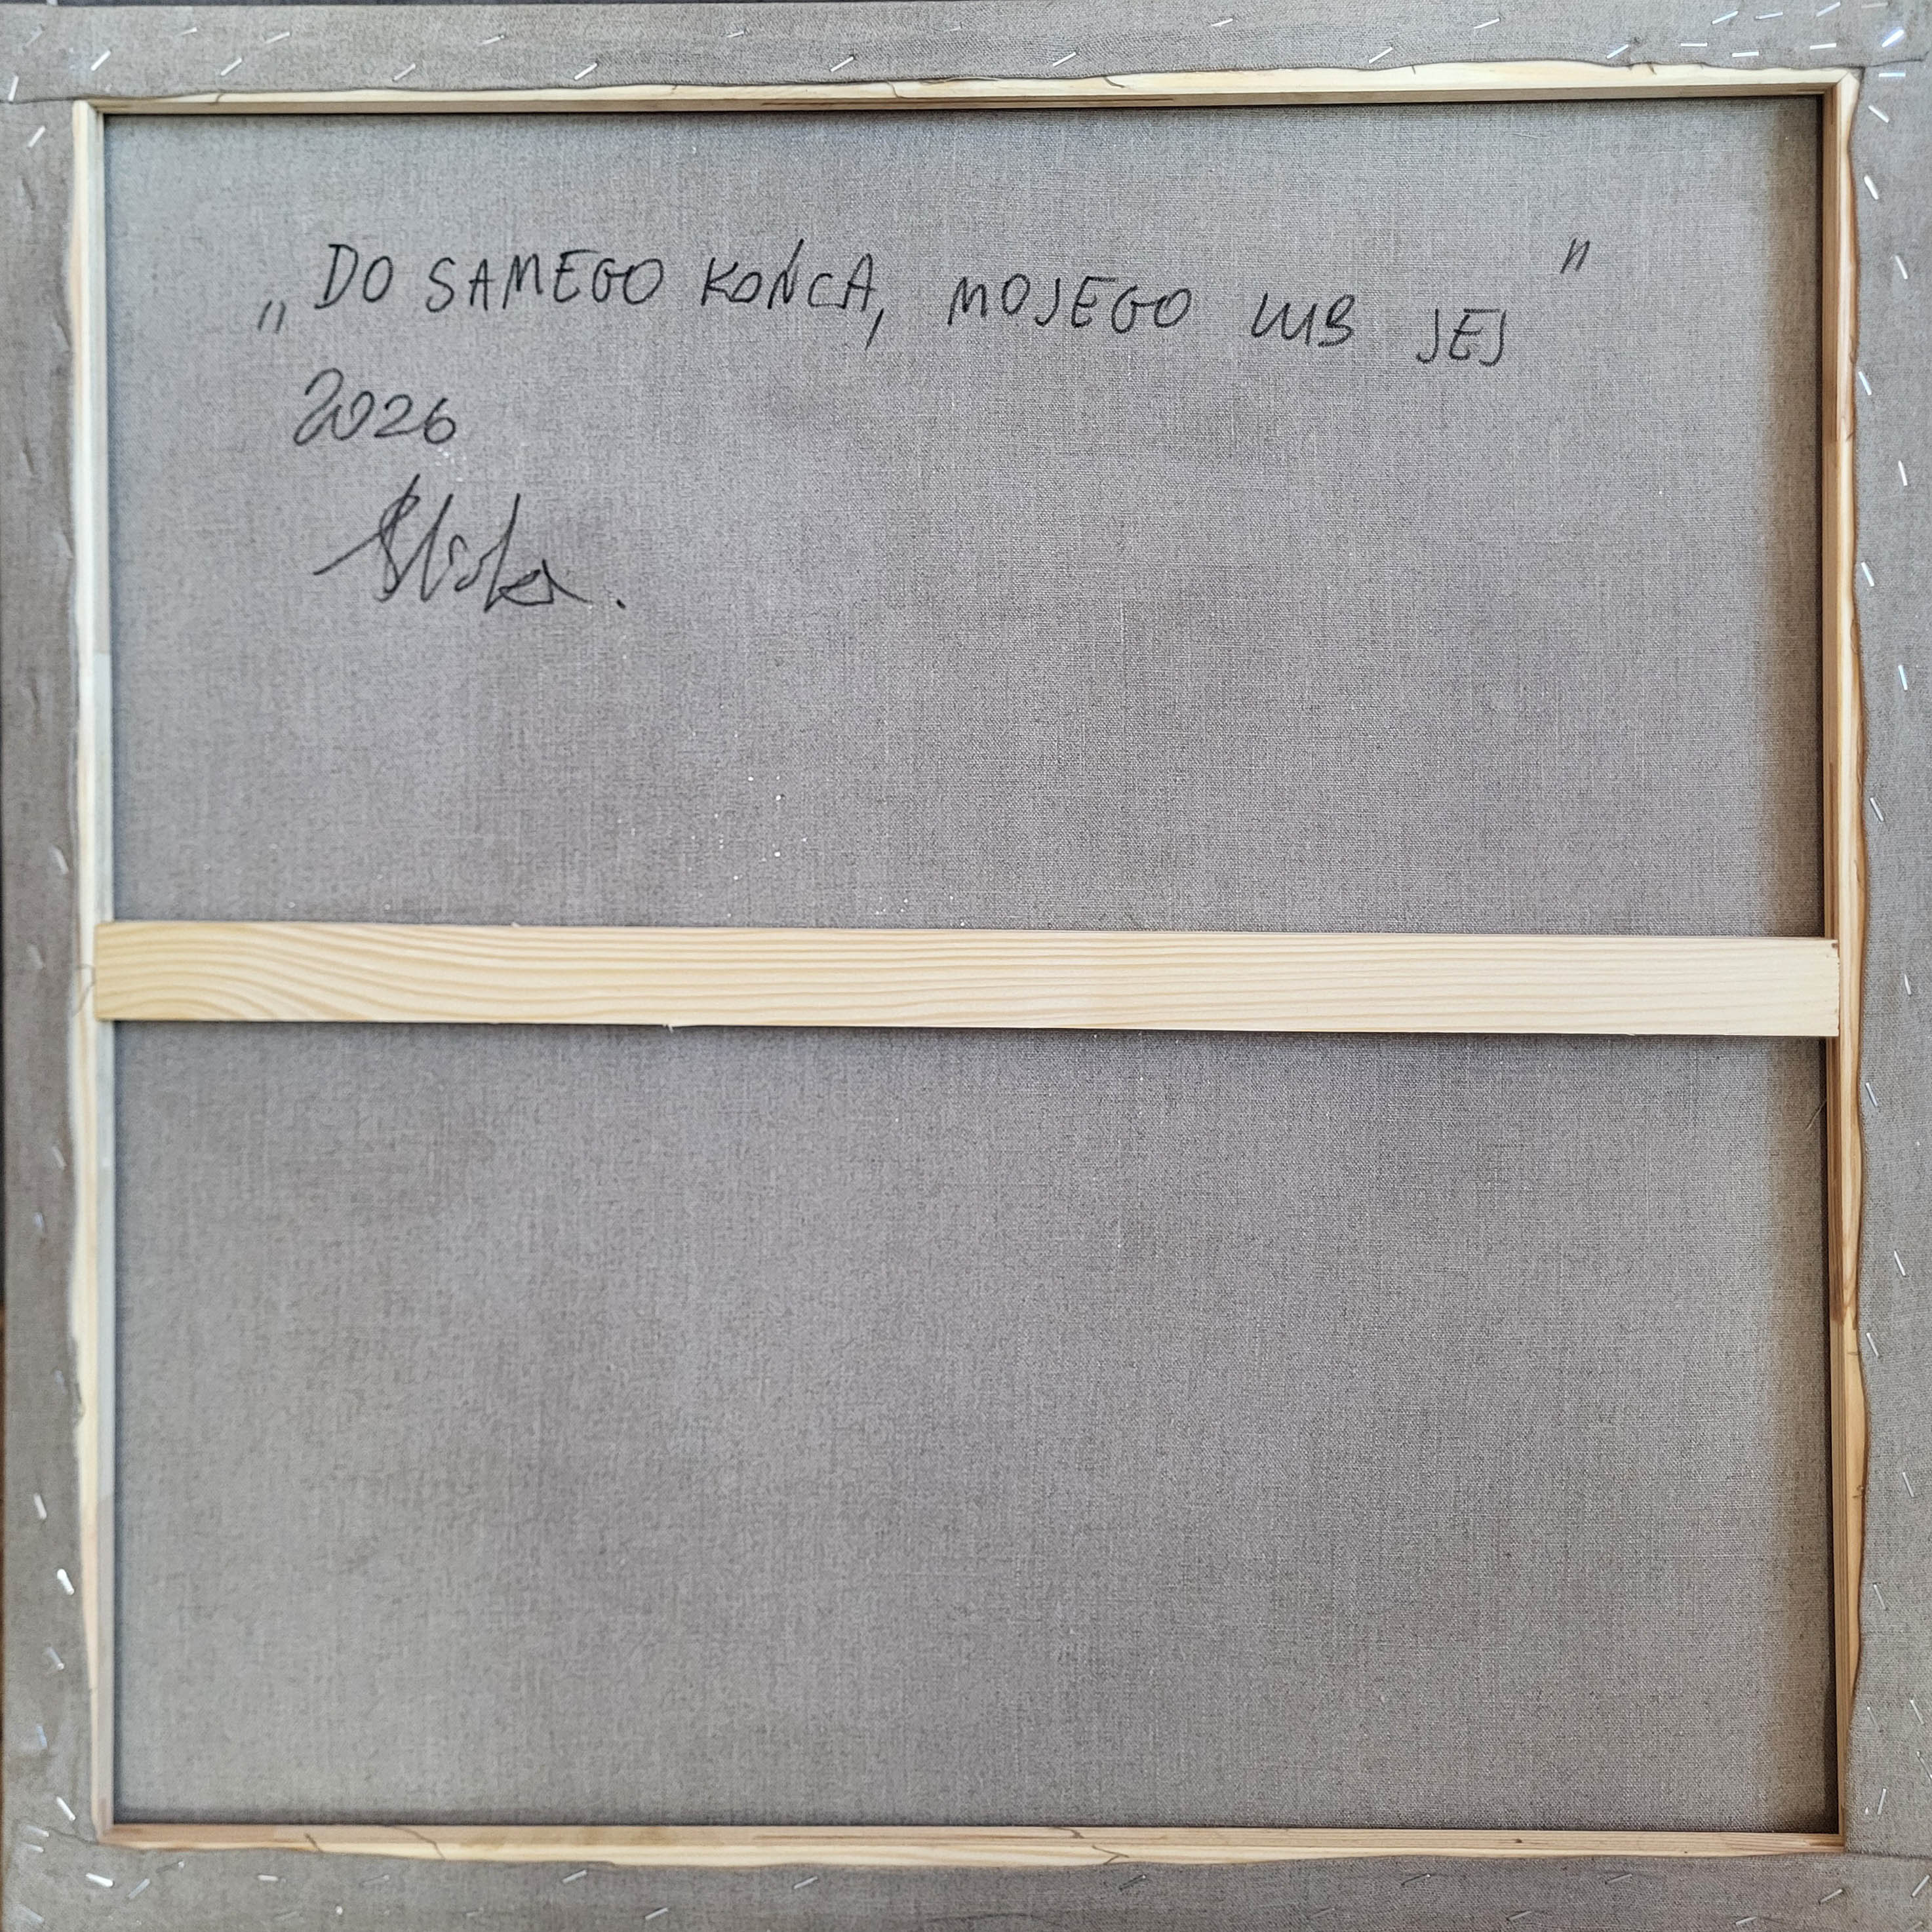 „DO SAMEGO KOŃCA, MOJEGO LUB JEJ"
2026